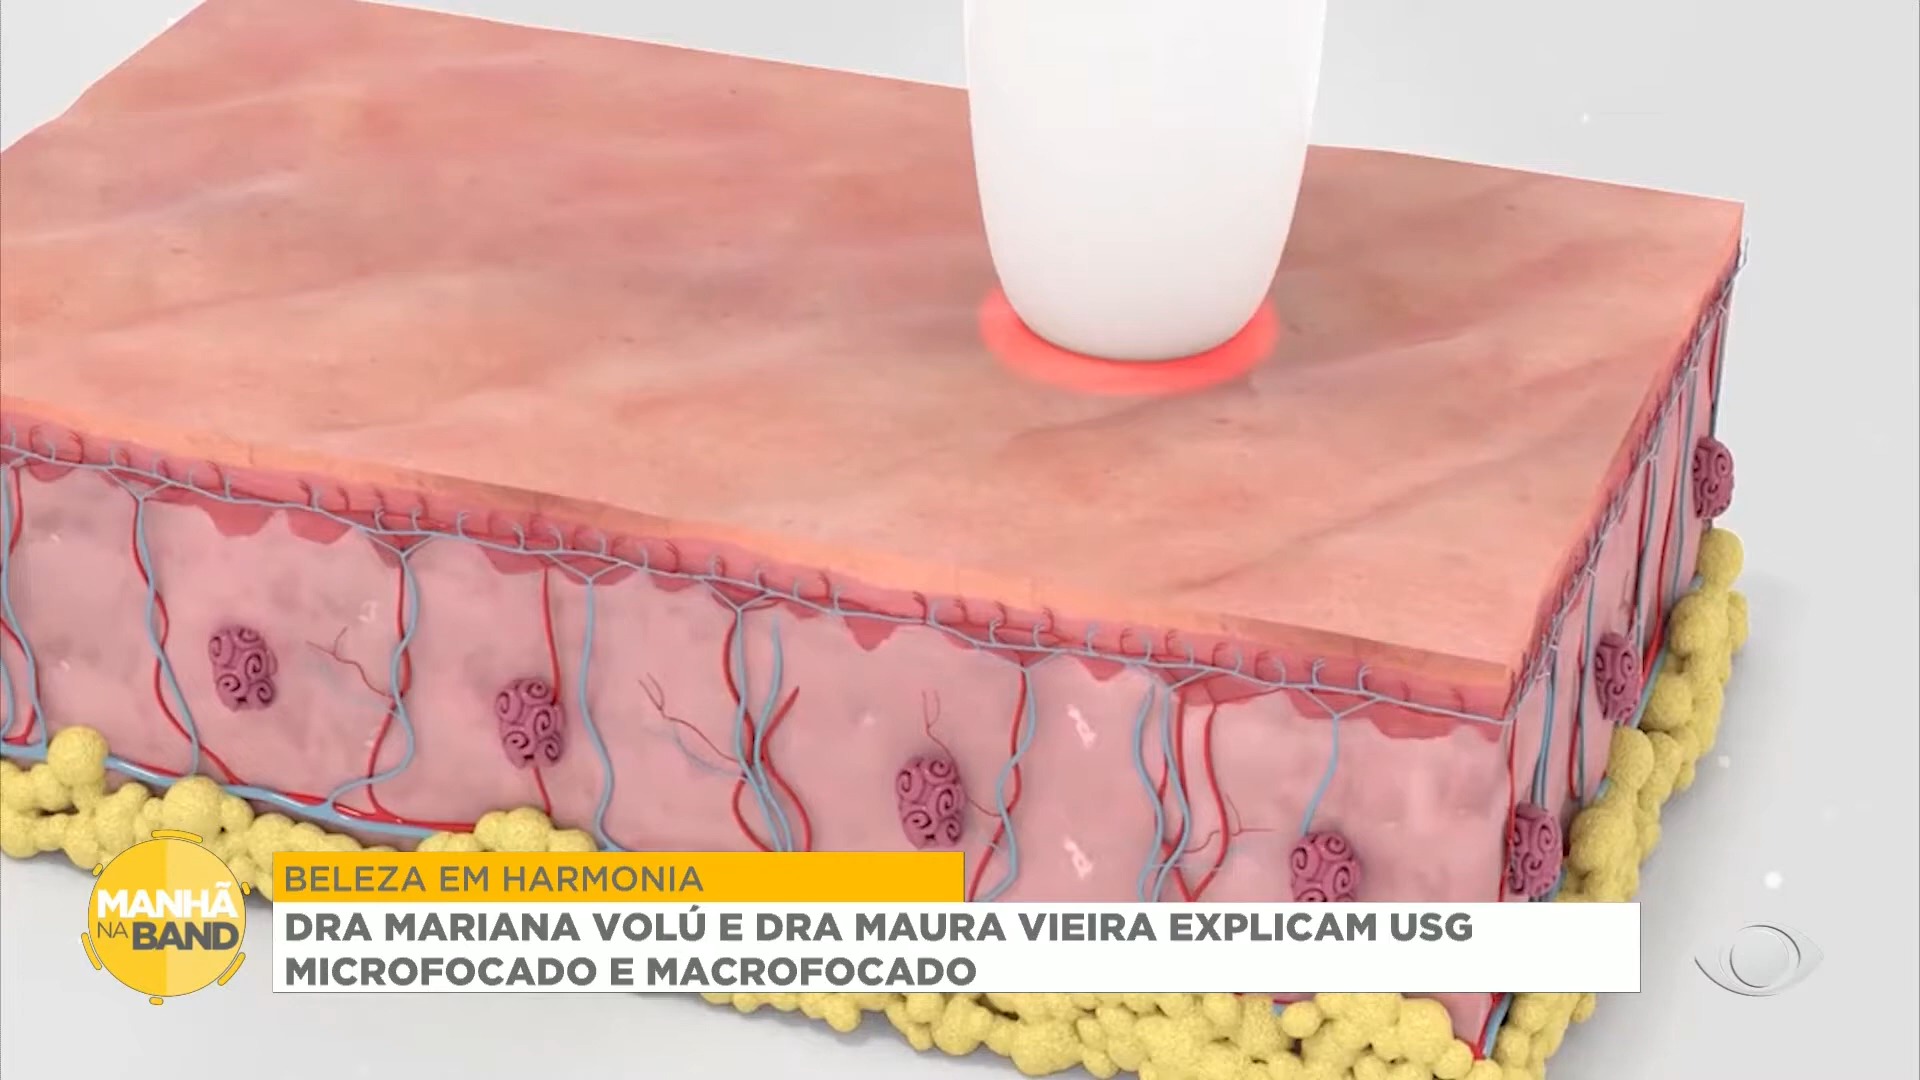 BELEZA EM HARMONIA
DRA MARIANA VOLÚ E DRA MAURA VIEIRA EXPLICAM USG
MICROFOCADO E MACROFOCADO
MANHÃ
NA BAND